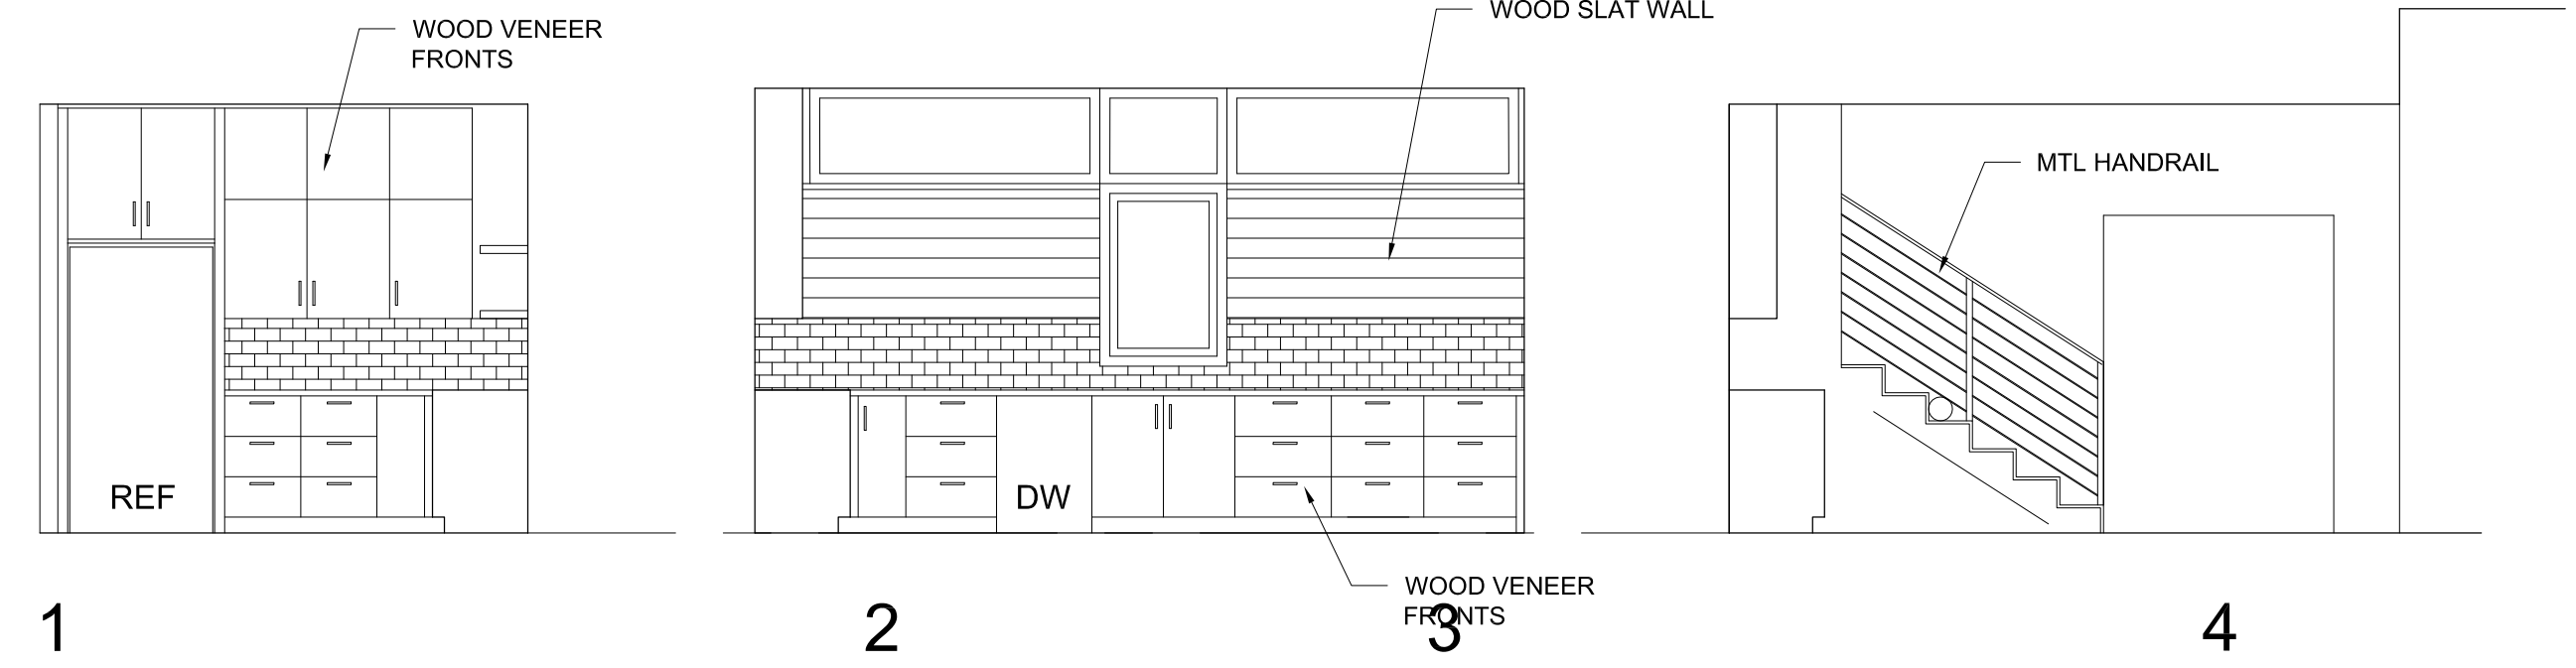 WOOD VENEER
FRONTS
WOOD SLAT WALL
MTL HANDRAIL
REF
DW
WOOD VENEER
FRONTS
1
2
3
4